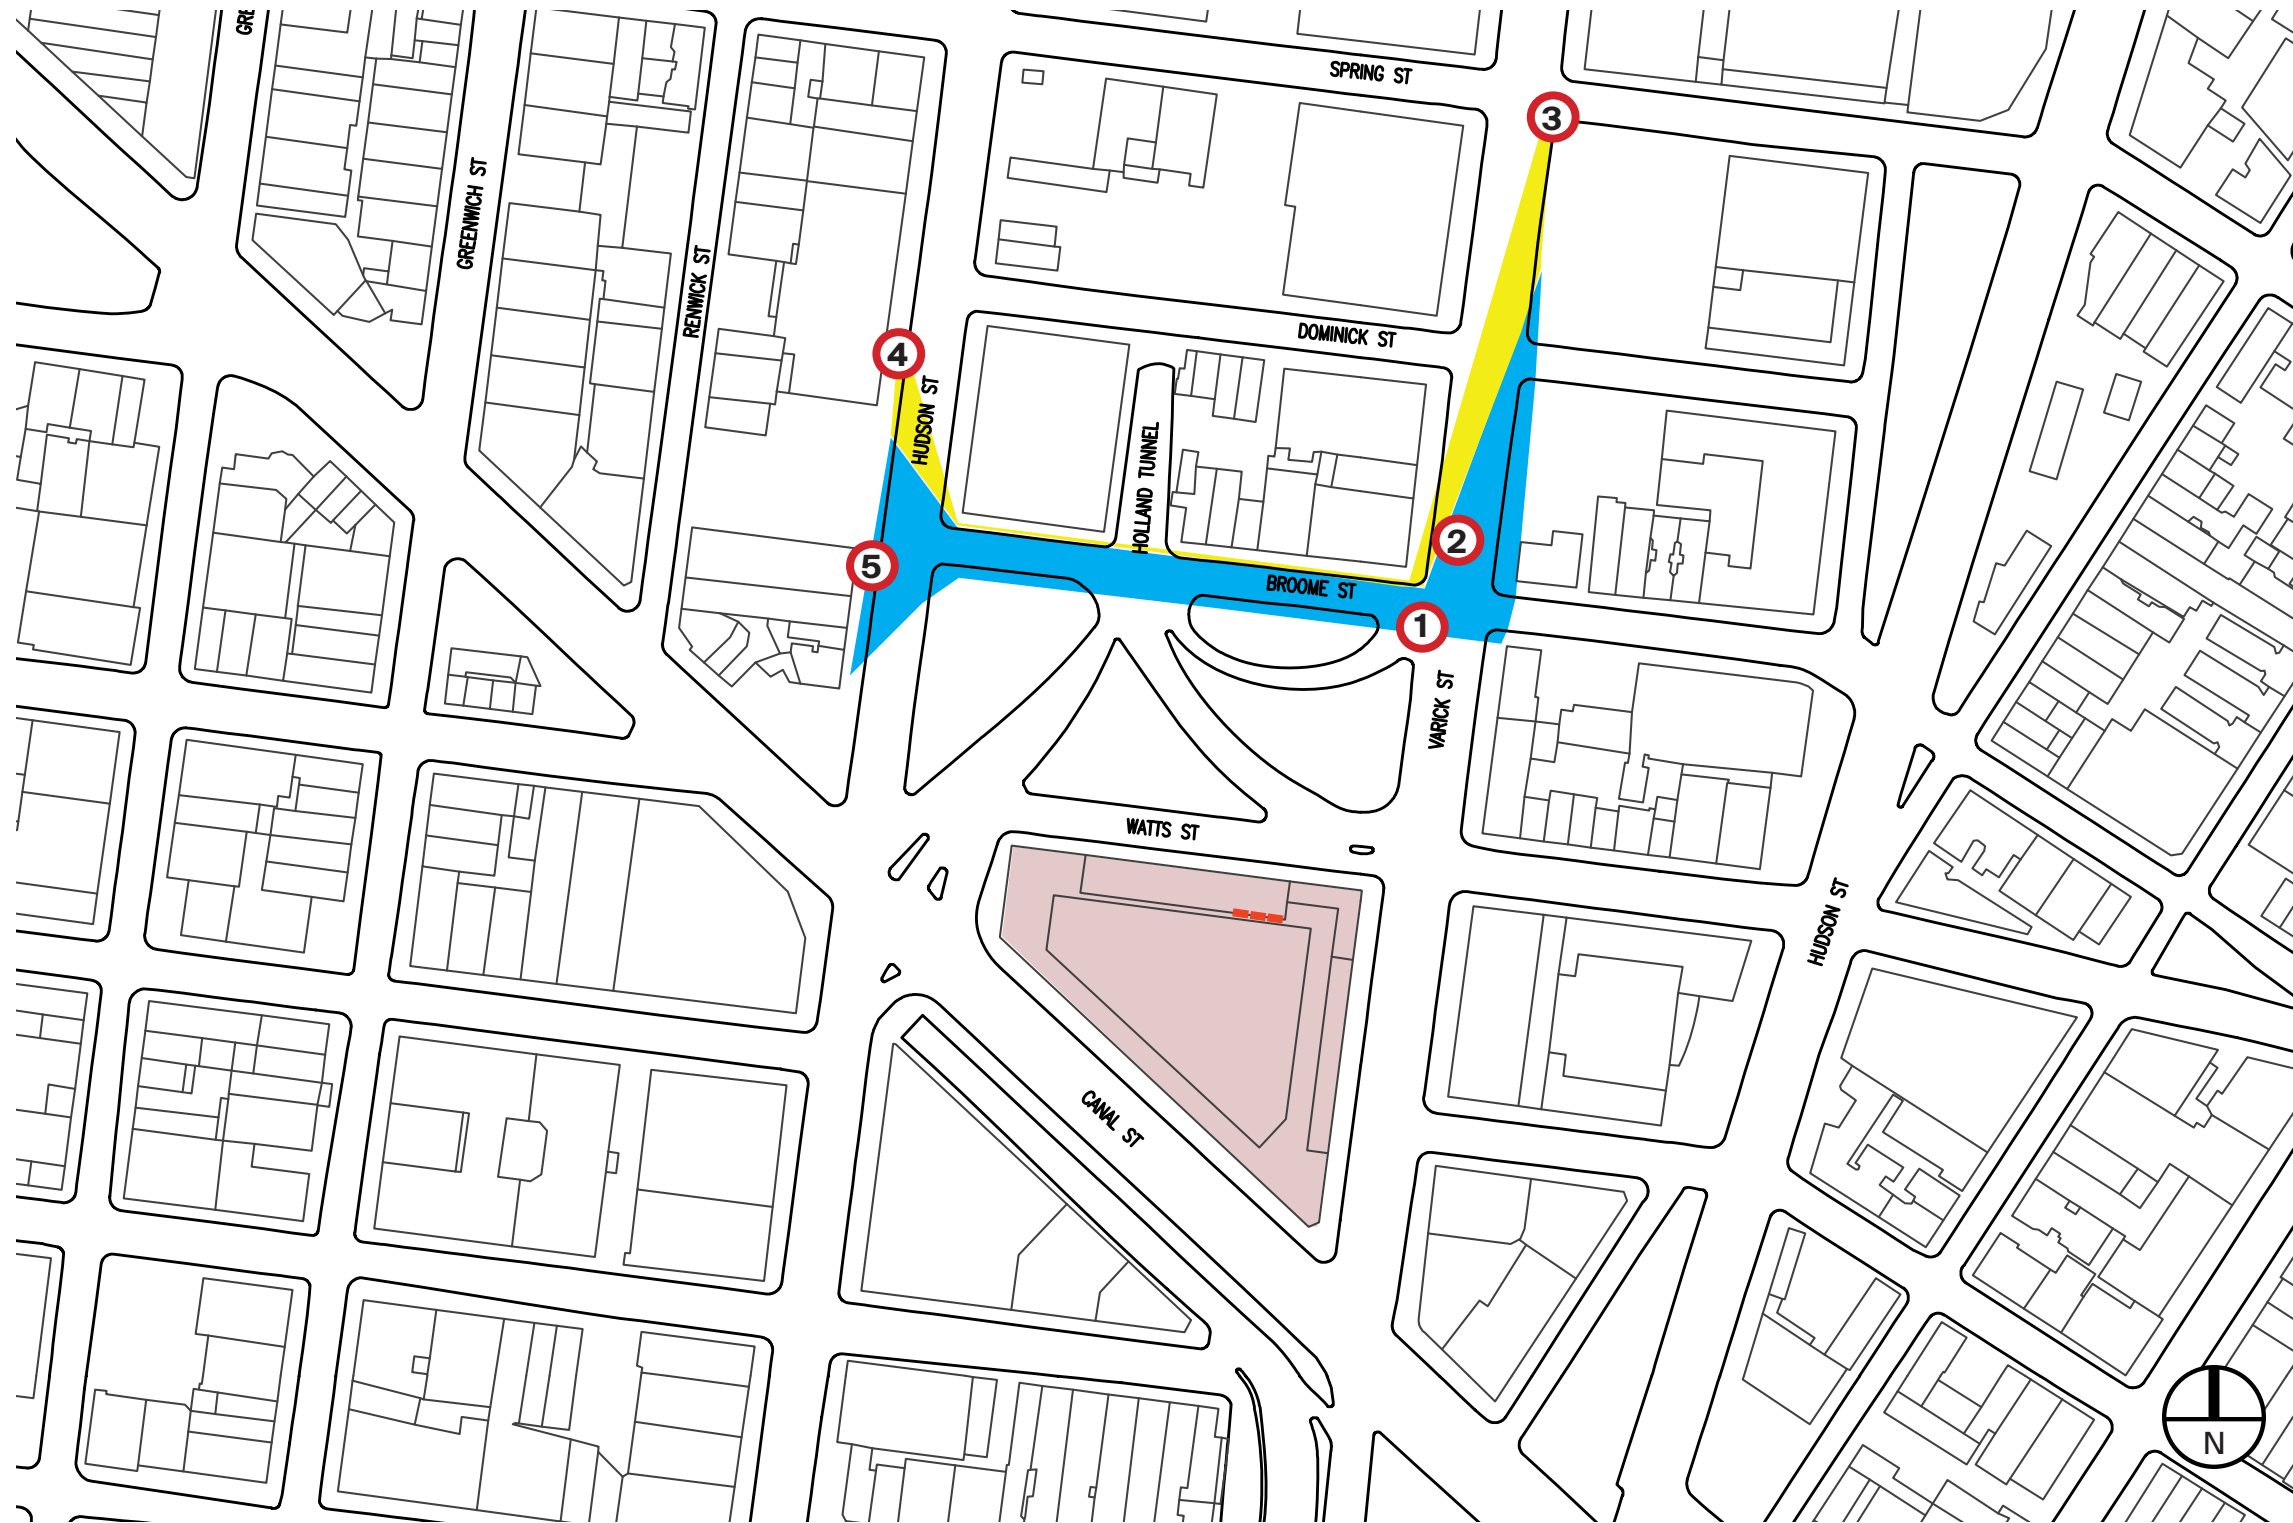 GRE
SPRING ST
3
GREENWICH ST
RENWICK ST
4
HUDSON ST
DOMINICK ST
HOLLAND TUNNEL
2
5
BROOME ST
1
VARICK ST
WATTS ST
HUDSON ST
CANAL ST
N